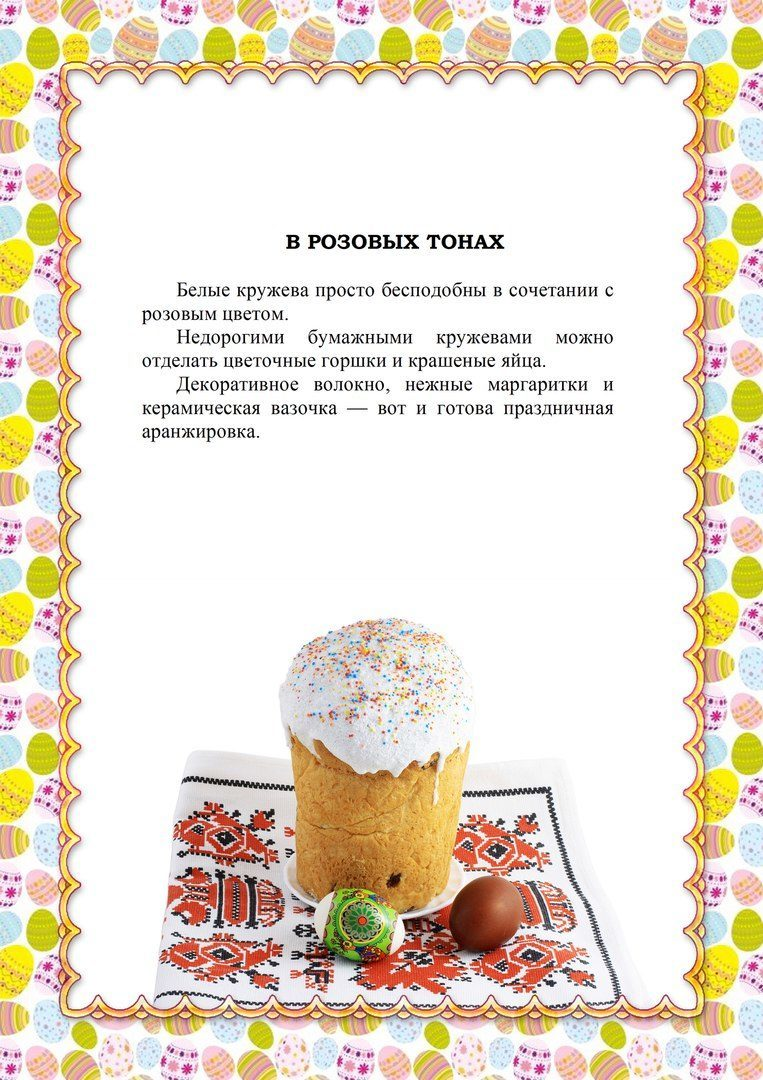 В РОЗОВЫХ ТОНАХ
Белые кружева просто бесподобны в сочетании с
розовым цветом.
Недорогими бумажными кружевами можно
отделать цветочные горшки и крашеные яйца.
Декоративное волокно, нежные маргаритки и
керамическая вазочка — вот и готова праздничная
аранжировка.